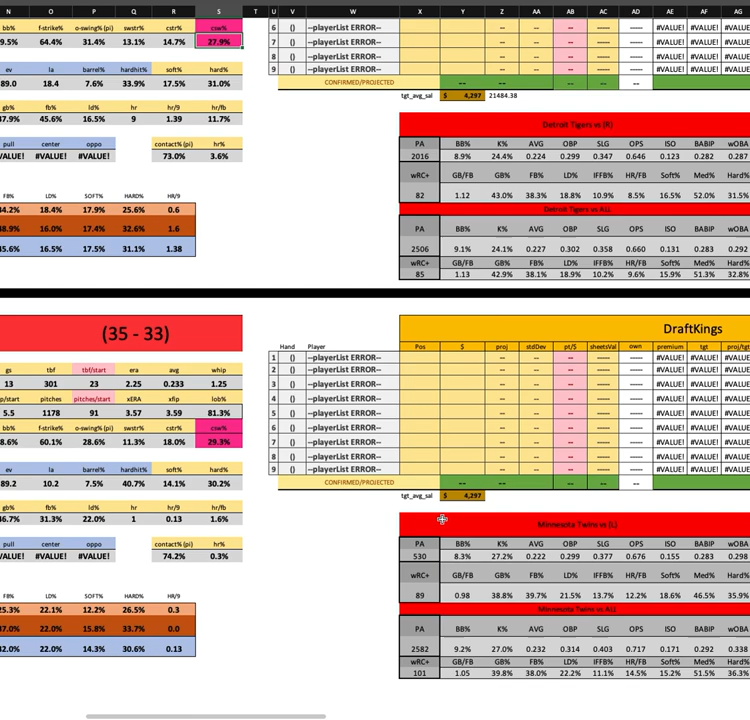 N O P Q R S T U V W X Y Z AA AB AC AD AE AF AG
bb% f-strike% o-swing% (pi) swstr% cstr% csw% 6 () --playerList ERROR-- -- -- ----- ----- #VALUE! #VALUE! #VALUE
9.5% 64.4% 31.4% 13.1% 14.7% 27.9% 7 () --playerList ERROR-- -- -- ----- ----- #VALUE! #VALUE! #VALUE
8 () --playerList ERROR-- -- -- ----- ----- #VALUE! #VALUE! #VALUE
ev la barrel% hardhit% soft% hard% 9 () --playerList ERROR-- -- -- ----- ----- #VALUE! #VALUE! #VALUE
89.0 18.4 7.6% 33.9% 17.5% 31.0% CONFIRMED/PROJECTED -- -- -- -- --
tgt_avg_sal $ 4,297 21484.38
gb% fb% ld% hr hr/9 hr/fb
37.9% 45.6% 16.5% 9 1.39 11.7%
Detroit Tigers vs (R)
pull center oppo contact% (pi) hr% PA BB% K% AVG OBP SLG OPS ISO BABIP wOBA
VALUE! #VALUE! #VALUE! 73.0% 3.6% 2016 8.9% 24.4% 0.224 0.299 0.347 0.646 0.123 0.282 0.287
wRC+ GB/FB GB% FB% LD% IFFB% HR/FB Soft% Med% Hard%
FB% LD% SOFT% HARD% HR/9 82 1.12 43.0% 38.3% 18.8% 10.9% 8.5% 16.5% 52.0% 31.5%
44.2% 18.4% 17.9% 25.6% 0.6 Detroit Tigers vs ALL
48.9% 16.0% 17.4% 32.6% 1.6 PA BB% K% AVG OBP SLG OPS ISO BABIP wOBA
45.6% 16.5% 17.5% 31.1% 1.38 2506 9.1% 24.1% 0.227 0.302 0.358 0.660 0.131 0.283 0.292
wRC+ GB/FB GB% FB% LD% IFFB% HR/FB Soft% Med% Hard%
85 1.13 42.9% 38.1% 18.9% 10.2% 9.6% 15.9% 51.3% 32.8%
(35 - 33) DraftKings
Hand Player Pos $ proj stdDev pt/$ sheetsVal own premium tgt proj/tgt
1 () --playerList ERROR-- -- -- ----- ----- #VALUE! #VALUE! #VALUE
gs tbf tbf/start era avg whip 2 () --playerList ERROR-- -- -- ----- ----- #VALUE! #VALUE! #VALUE
13 301 23 2.25 0.233 1.25 3 () --playerList ERROR-- -- -- ----- ----- #VALUE! #VALUE! #VALUE
p/start pitches pitches/start xERA xfip lob% 4 () --playerList ERROR-- -- -- ----- ----- #VALUE! #VALUE! #VALUE
5.5 1178 91 3.57 3.59 81.3% 5 () --playerList ERROR-- -- -- ----- ----- #VALUE! #VALUE! #VALUE
bb% f-strike% o-swing% (pi) swstr% cstr% csw% 6 () --playerList ERROR-- -- -- ----- ----- #VALUE! #VALUE! #VALUE
8.6% 60.1% 28.6% 11.3% 18.0% 29.3% 7 () --playerList ERROR-- -- -- ----- ----- #VALUE! #VALUE! #VALUE
8 () --playerList ERROR-- -- -- ----- ----- #VALUE! #VALUE! #VALUE
ev la barrel% hardhit% soft% hard% 9 () --playerList ERROR-- -- -- ----- ----- #VALUE! #VALUE! #VALUE
89.2 10.2 7.5% 40.7% 14.1% 30.2% CONFIRMED/PROJECTED -- -- -- -- --
tgt_avg_sal $ 4,297
gb% fb% ld% hr hr/9 hr/fb
46.7% 31.3% 22.0% 1 0.13 1.6%
Minnesota Twins vs (L)
pull center oppo contact% (pi) hr% PA BB% K% AVG OBP SLG OPS ISO BABIP wOBA
VALUE! #VALUE! #VALUE! 74.2% 0.3% 530 8.3% 27.2% 0.222 0.299 0.377 0.676 0.155 0.283 0.298
wRC+ GB/FB GB% FB% LD% IFFB% HR/FB Soft% Med% Hard%
FB% LD% SOFT% HARD% HR/9 89 0.98 38.8% 39.7% 21.5% 13.7% 12.2% 18.6% 46.5% 35.9%
25.3% 22.1% 12.2% 26.5% 0.3 Minnesota Twins vs ALL
37.0% 22.0% 15.8% 33.7% 0.0 PA BB% K% AVG OBP SLG OPS ISO BABIP wOBA
32.0% 22.0% 14.3% 30.6% 0.13 2582 9.2% 27.0% 0.232 0.314 0.403 0.717 0.171 0.292 0.338
wRC+ GB/FB GB% FB% LD% IFFB% HR/FB Soft% Med% Hard%
101 1.05 39.8% 38.0% 22.2% 11.1% 14.5% 15.2% 51.5% 36.3%